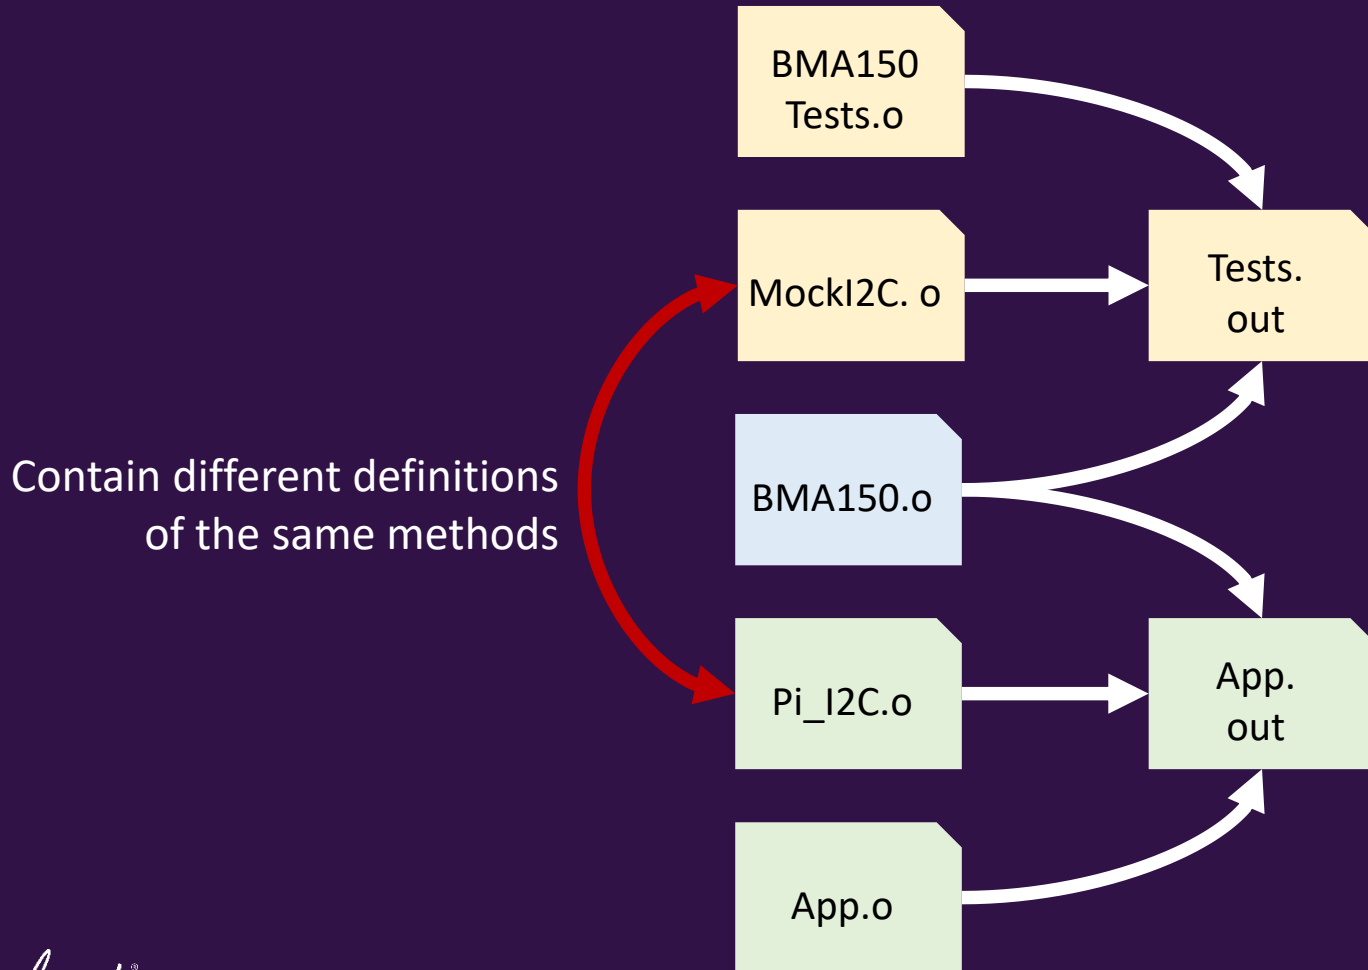 BMA150
Tests.o
MockI2C. o
Tests.
out
Contain different definitions
of the same methods
BMA150.o
Pi_I2C.o
App.
out
App.o